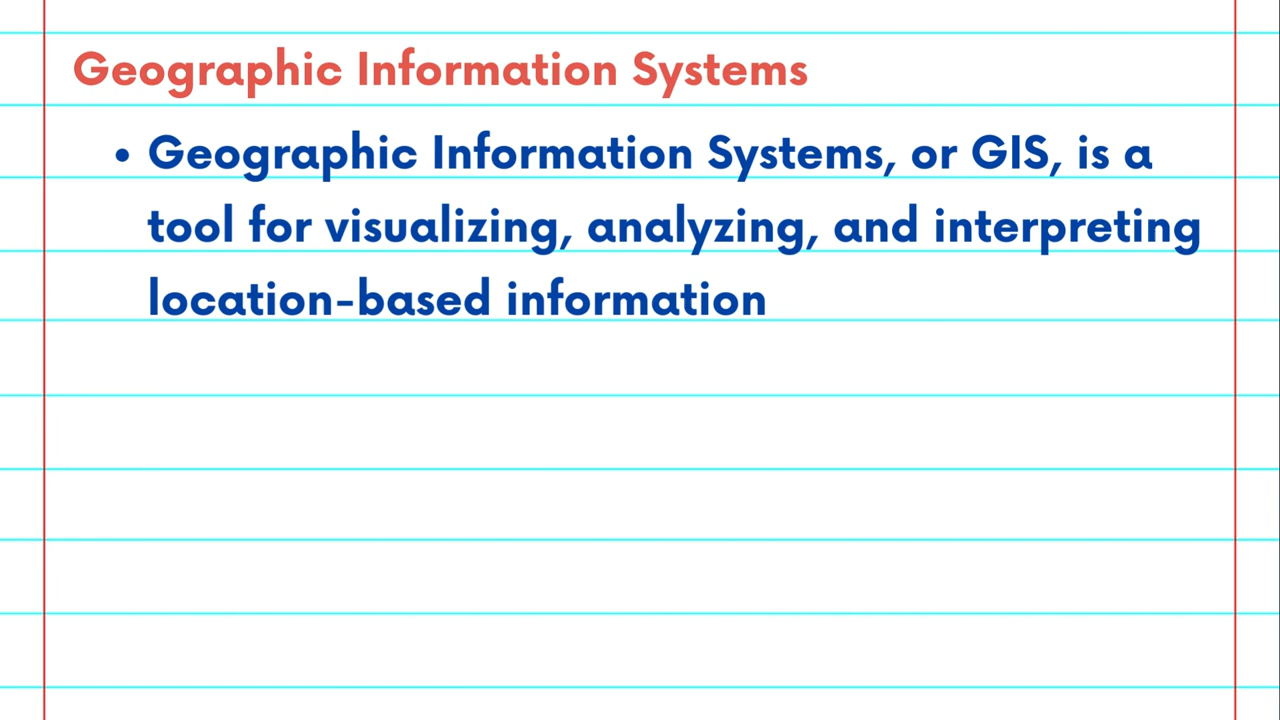 Geographic Information Systems
• Geographic Information Systems, or GIS, is a
tool for visualizing, analyzing, and interpreting
location-based information